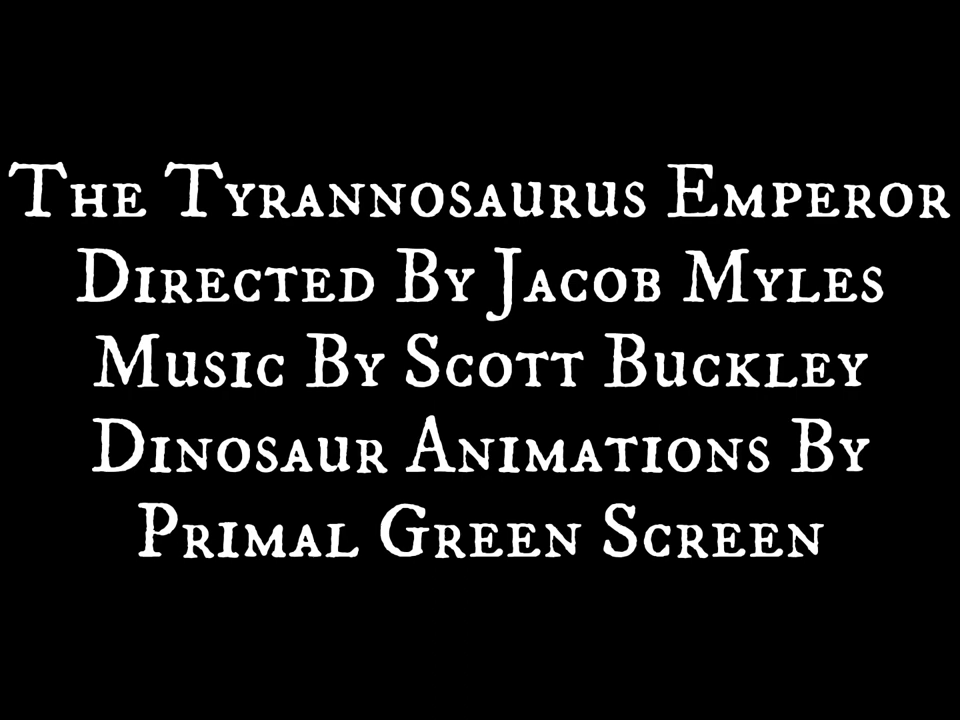 The Tyrannosaurus Emperor
Directed By Jacob Myles
Music By Scott Buckley
Dinosaur Animations By
Primal Green Screen